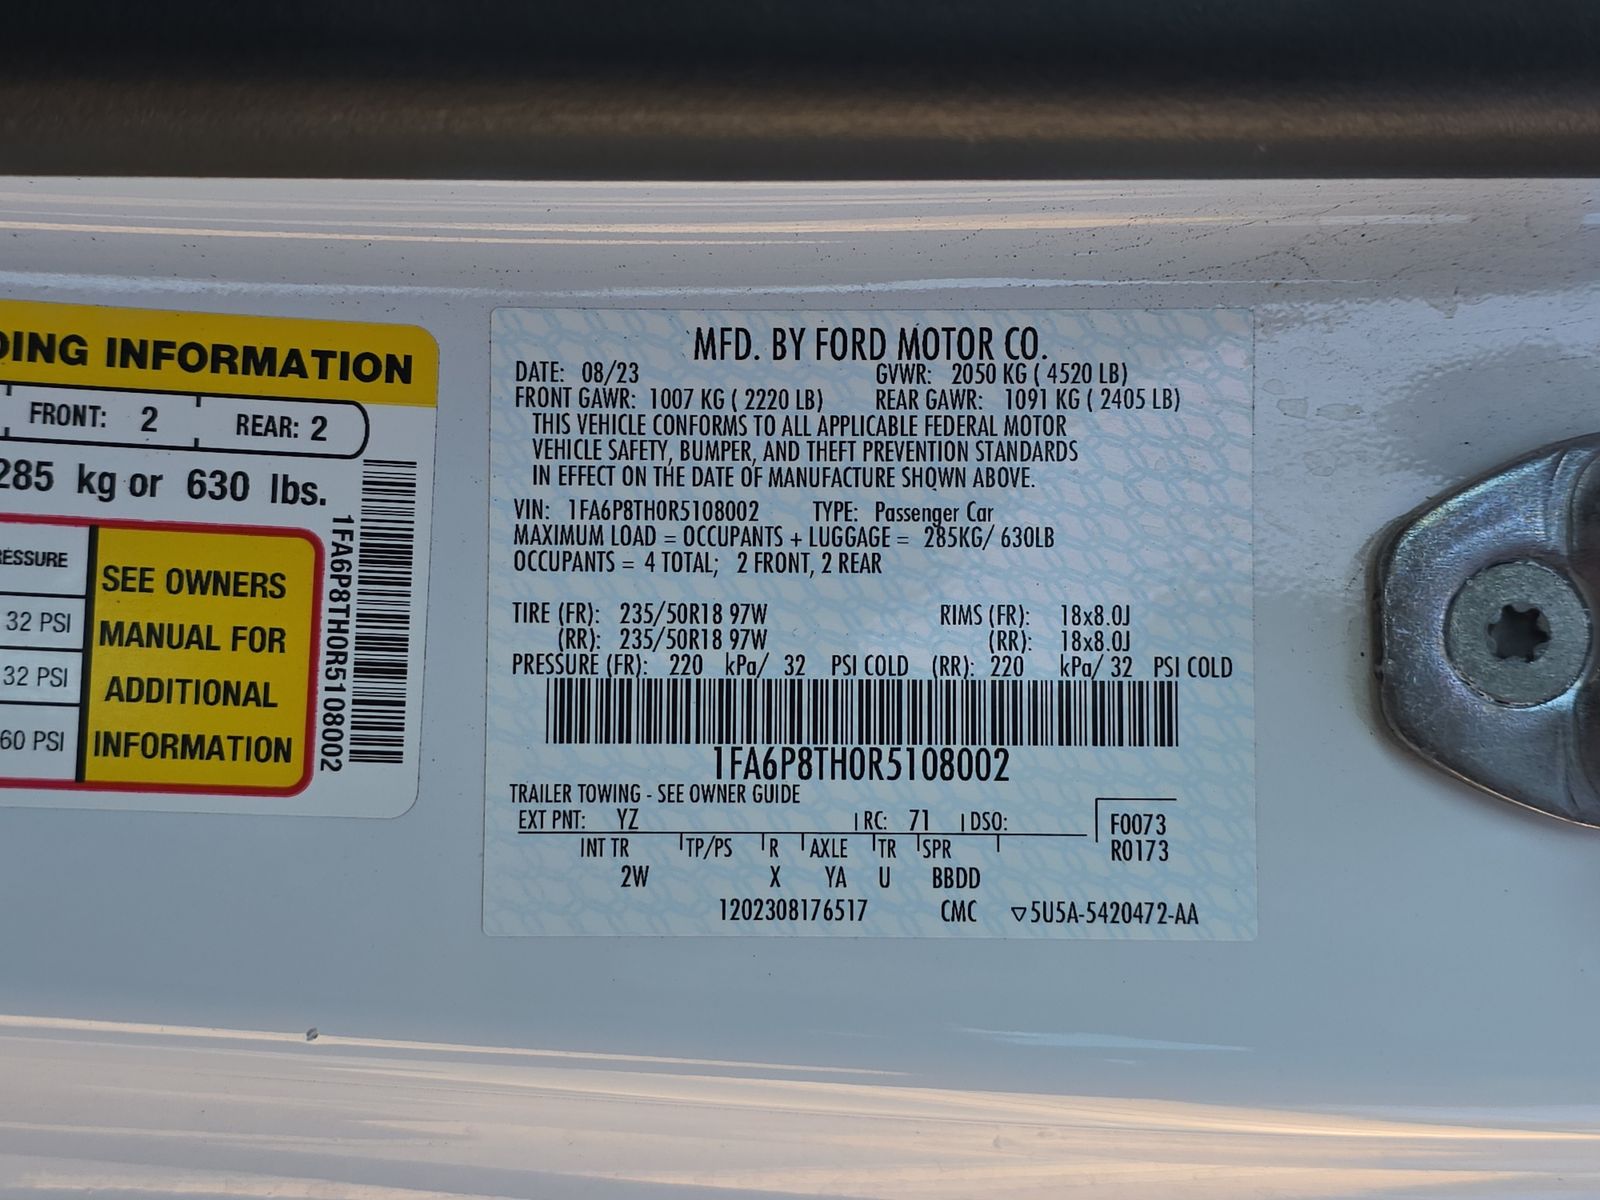 DING INFORMATION
FRONT: 2 REAR: 2
285 kg or 630 lbs.
RESSURE
32 PSI
32 PSI
60 PSI
SEE OWNERS
MANUAL FOR
ADDITIONAL
INFORMATION
1FA6P8TH0R5108002
MFD. BY FORD MOTOR CO.
DATE: 08/23 GVWR: 2050 KG ( 4520 LB)
FRONT GAWR: 1007 KG ( 2220 LB) REAR GAWR: 1091 KG ( 2405 LB)
THIS VEHICLE CONFORMS TO ALL APPLICABLE FEDERAL MOTOR
VEHICLE SAFETY, BUMPER, AND THEFT PREVENTION STANDARDS
IN EFFECT ON THE DATE OF MANUFACTURE SHOWN ABOVE.
VIN: 1FA6P8TH0R5108002 TYPE: Passenger Car
MAXIMUM LOAD = OCCUPANTS + LUGGAGE = 285KG/ 630LB
OCCUPANTS = 4 TOTAL; 2 FRONT, 2 REAR
TIRE (FR): 235/50R18 97W RIMS (FR): 18x8.0J
(RR): 235/50R18 97W (RR): 18x8.0J
PRESSURE (FR): 220 kPa/ 32 PSI COLD (RR): 220 kPa/ 32 PSI COLD
1FA6P8TH0R5108002
TRAILER TOWING - SEE OWNER GUIDE
EXT PNT: YZ RC: 71 DSO: F0073
INT TR TP/PS R AXLE TR SPR R0173
2W X YA U BBDD
1202308176517 CMC ▽5U5A-5420472-AA